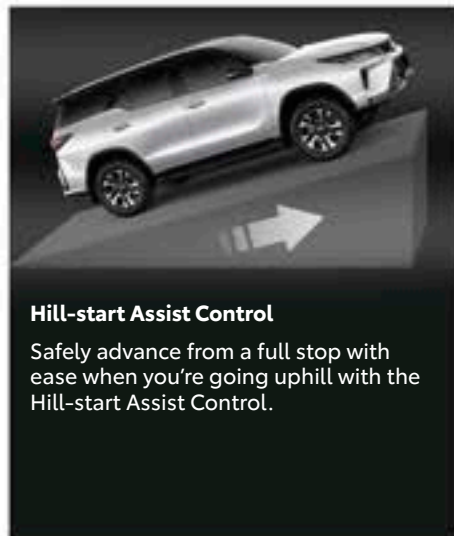 Hill-start Assist Control
Safely advance from a full stop with
ease when you’re going uphill with the
Hill-start Assist Control.